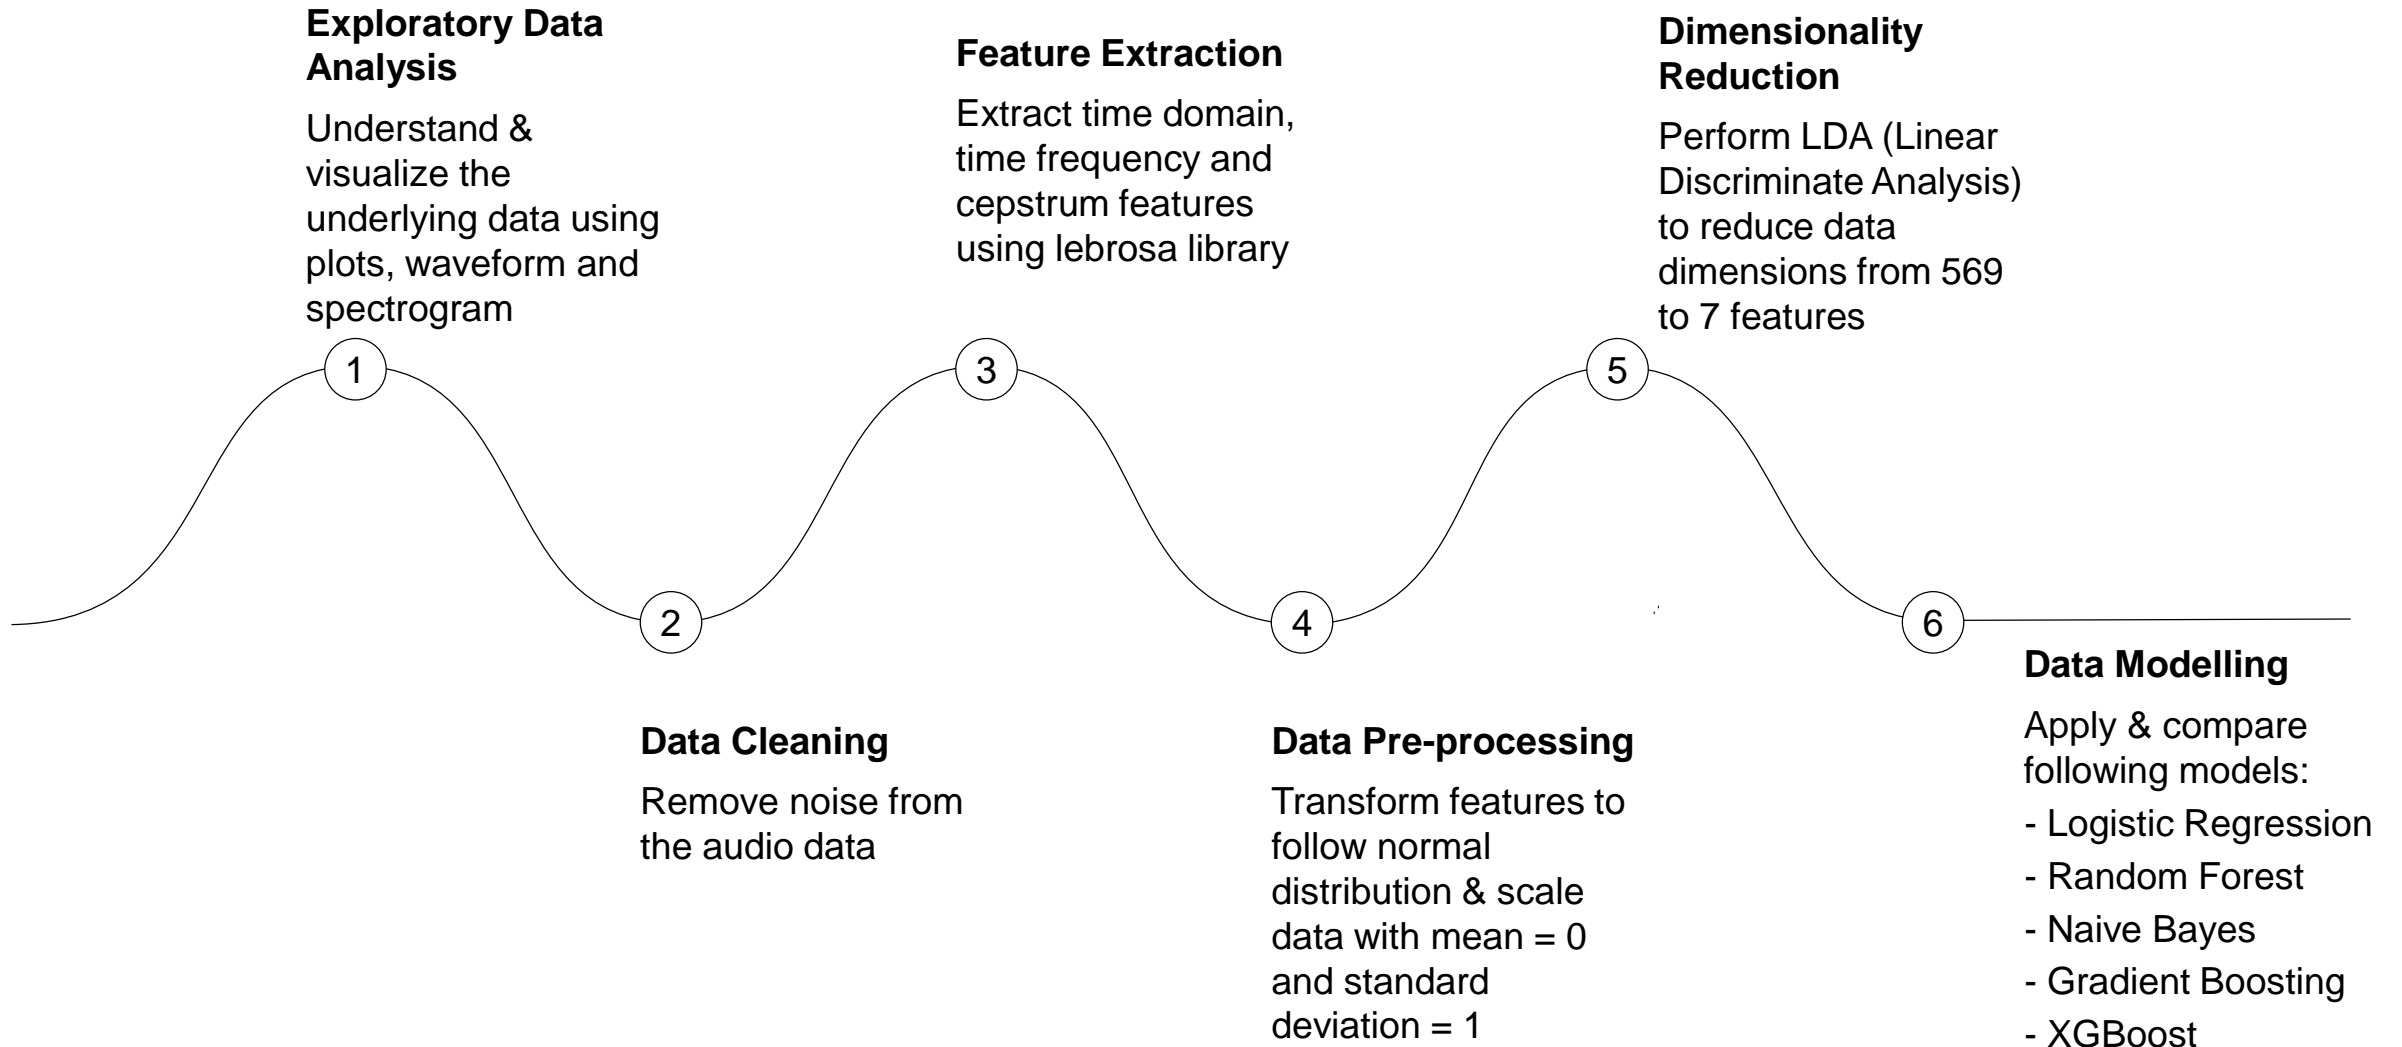 Exploratory Data
Analysis
Understand &
visualize the
underlying data using
plots, waveform and
spectrogram
1
2
Data Cleaning
Remove noise from
the audio data
Feature Extraction
Extract time domain,
time frequency and
cepstrum features
using lebrosa library
3
4
Data Pre-processing
Transform features to
follow normal
distribution & scale
data with mean = 0
and standard
deviation = 1
Dimensionality
Reduction
Perform LDA (Linear
Discriminate Analysis)
to reduce data
dimensions from 569
to 7 features
5
6
Data Modelling
Apply & compare
following models:
- Logistic Regression
- Random Forest
- Naive Bayes
- Gradient Boosting
- XGBoost